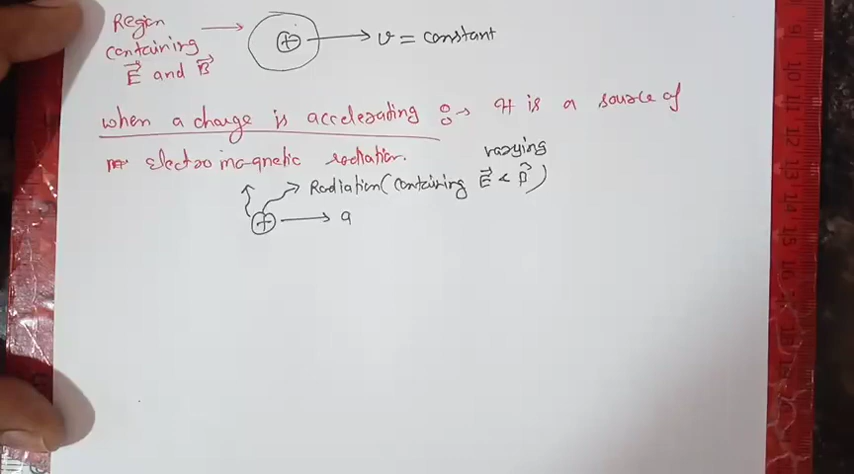 Region
containing
E⃗ and B⃗
⊕ → v = constant
When a charge is accelerating :→ It is a source of
electromagnetic radiation.
varying
Radiation (containing E⃗ & B⃗)
⊕ → a